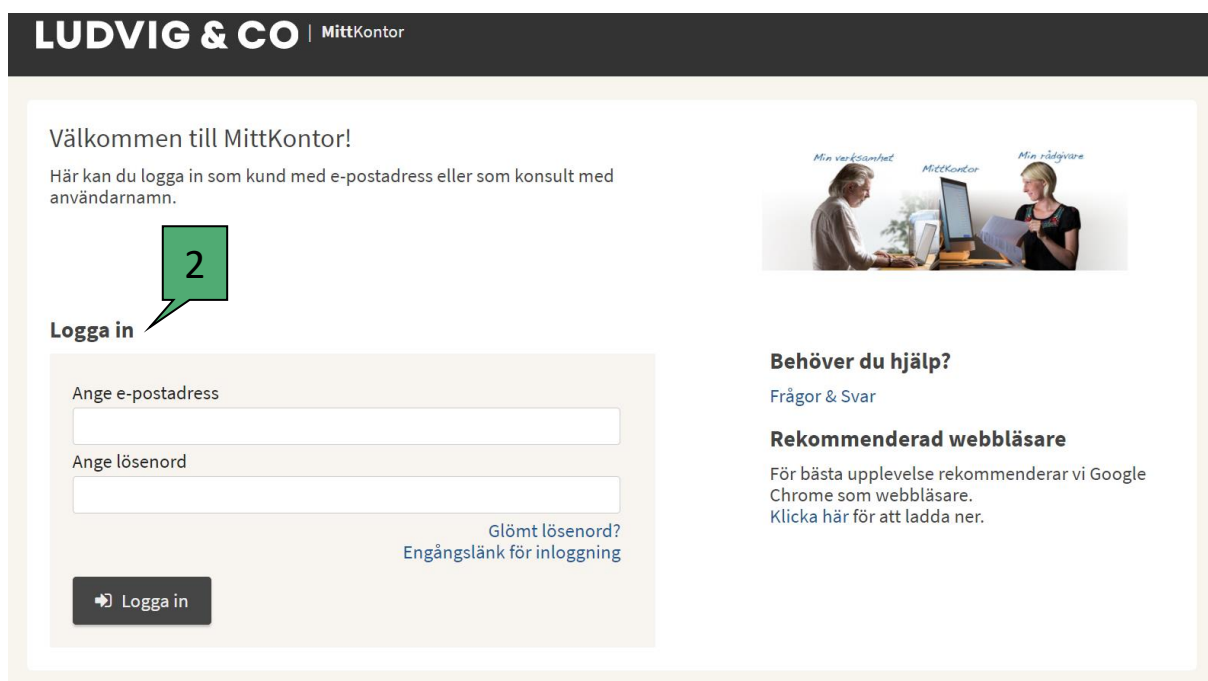 LUDVIG & CO | MittKontor
Välkommen till MittKontor!
Här kan du logga in som kund med e-postadress eller som konsult med
användarnamn.
Min verksamhet
MittKontor
Min rådgivare
2
Logga in
Ange e-postadress
Ange lösenord
Glömt lösenord?
Engångslänk för inloggning
Logga in
Behöver du hjälp?
Frågor & Svar
Rekommenderad webbläsare
För bästa upplevelse rekommenderar vi Google
Chrome som webbläsare.
Klicka här för att ladda ner.